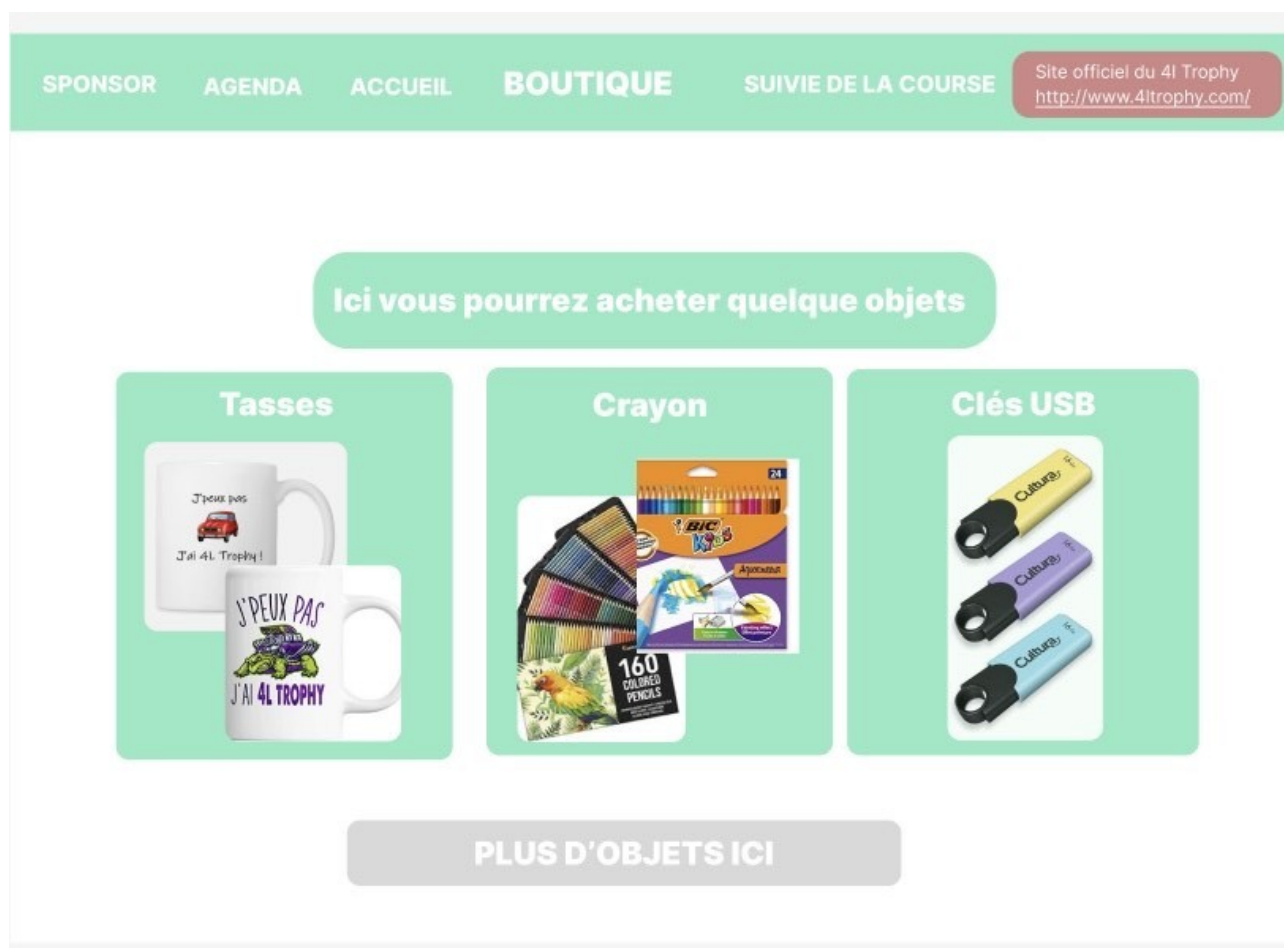 SPONSOR AGENDA ACCUEIL BOUTIQUE SUIVIE DE LA COURSE
Site officiel du 4l Trophy
http://www.4ltrophy.com/
Ici vous pourrez acheter quelque objets
Tasses
J'peux pas
J'ai 4L Trophy !
J'PEUX PAS
J'AI 4L TROPHY
Crayon
24
BiC
KiDS
Aquacouleur
160
COLORED
PENCILS
Clés USB
Cultura
Cultura
Cultura
PLUS D'OBJETS ICI